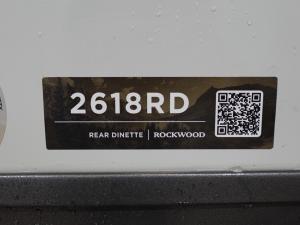 2618RD
REAR DINETTE | ROCKWOOD